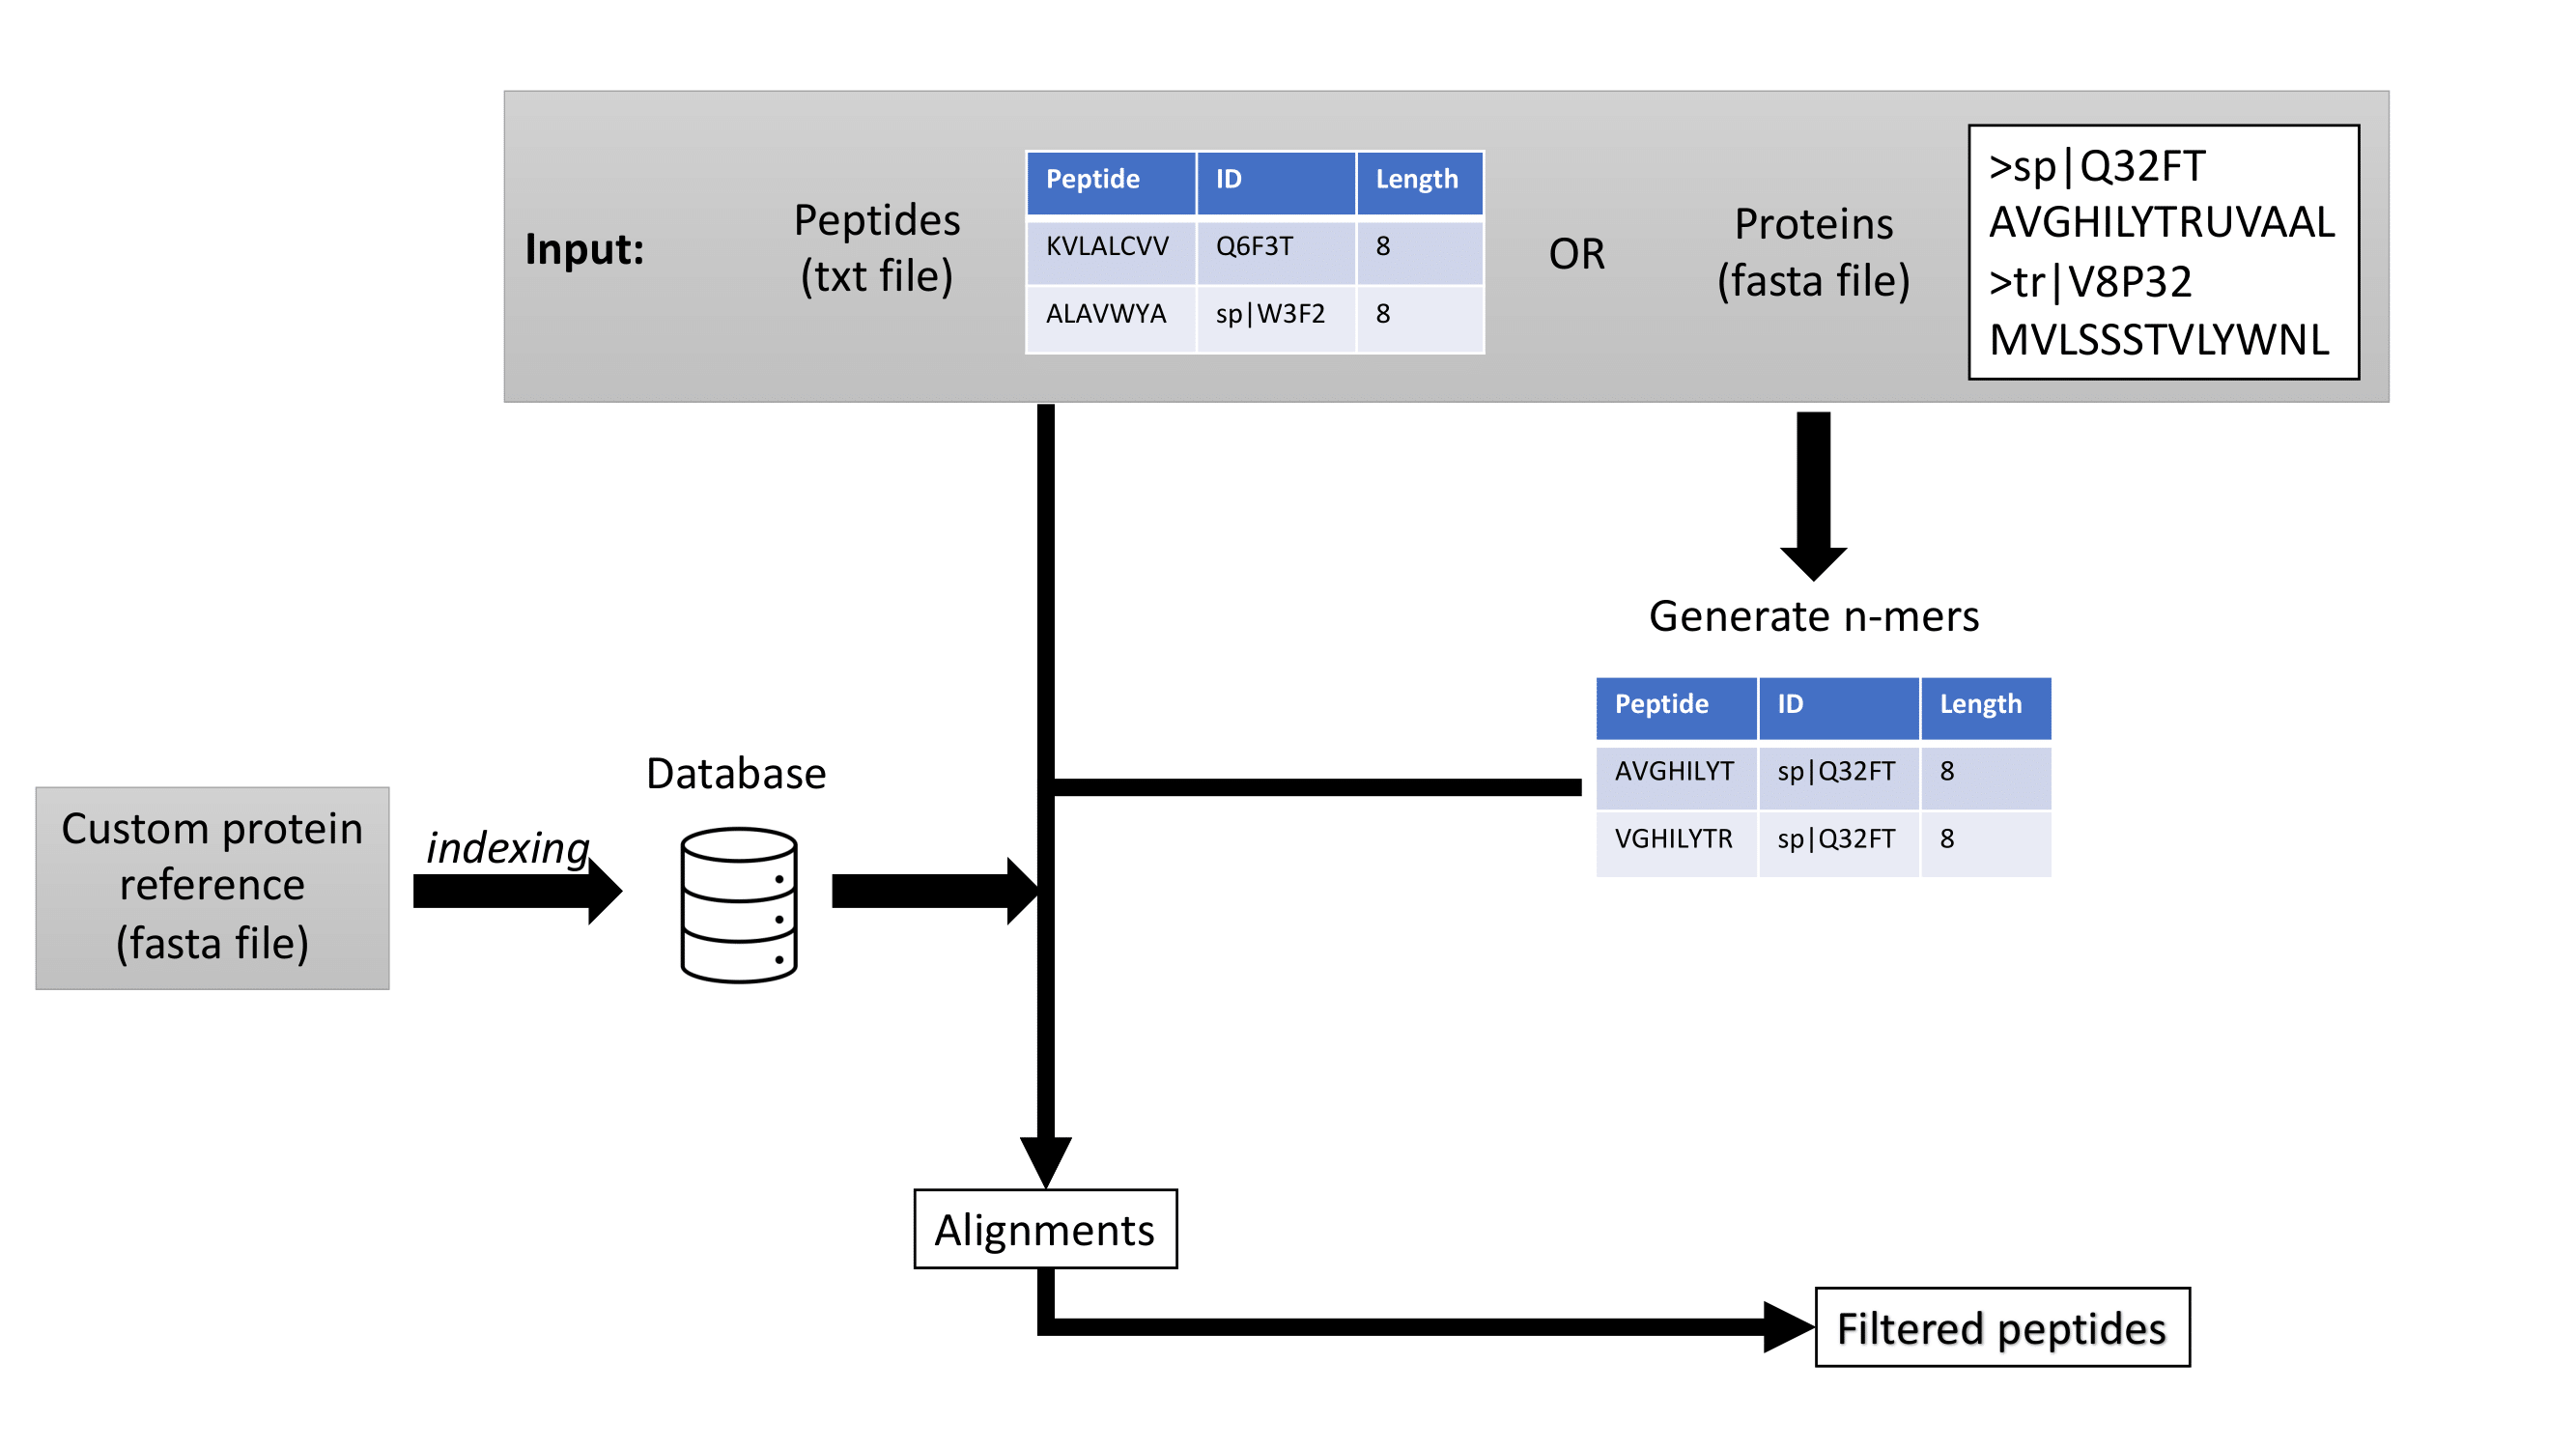 Input:
Peptides
(txt file)
Peptide ID Length
KVLALCVV Q6F3T 8
ALAVWYA sp|W3F2 8
OR
Proteins
(fasta file)
>sp|Q32FT
AVGHILYTRUVAAL
>tr|V8P32
MVLSSSTVLYWNL
Generate n-mers
Peptide ID Length
AVGHILYT sp|Q32FT 8
VGHILYTR sp|Q32FT 8
Custom protein
reference
(fasta file)
indexing
Database
Alignments
Filtered peptides